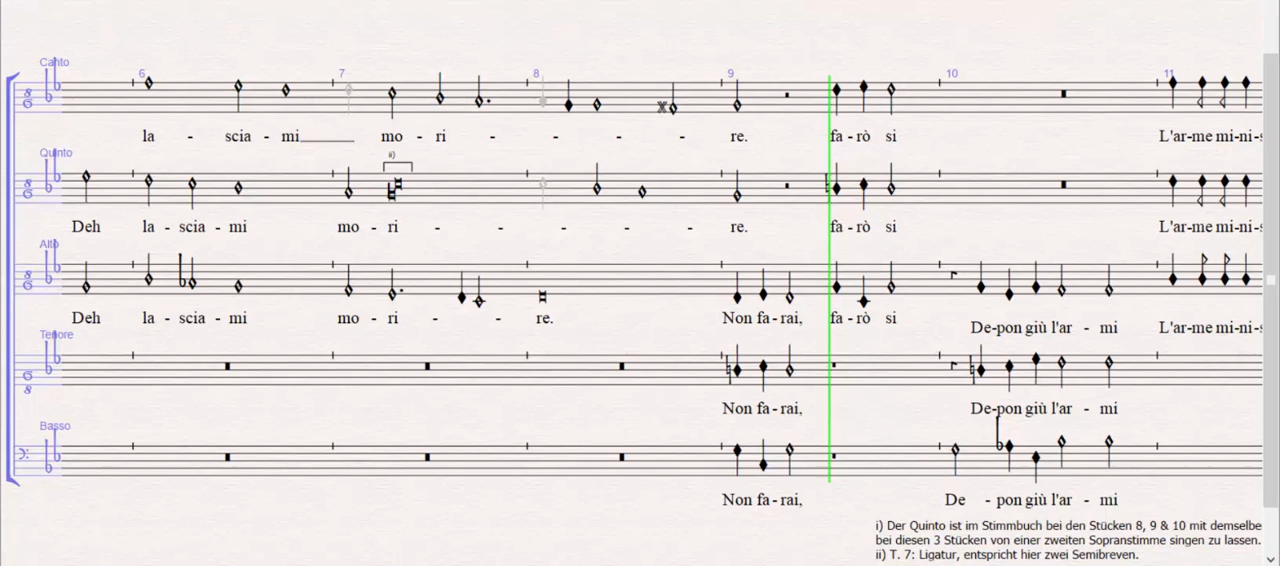 Canto
6 7 8 9 10 11
la - scia - mi____ mo - ri - - - - re. fa - rò si L'ar-me mi-ni-s
Quinto
ii)
Deh la - scia - mi mo - ri - - - - re. fa - rò si L'ar-me mi-ni-s
Alto
Deh la - scia - mi mo - ri - - re. Non fa - rai, fa - rò si De-pon giù l'ar - mi L'ar-me mi-ni-s
Tenore
Non fa - rai, De-pon giù l'ar - mi
Basso
Non fa - rai, De - pon giù l'ar - mi
i) Der Quinto ist im Stimmbuch bei den Stücken 8, 9 & 10 mit demselbe
bei diesen 3 Stücken von einer zweiten Sopranstimme singen zu lassen.
ii) T. 7: Ligatur, entspricht hier zwei Semibreven.